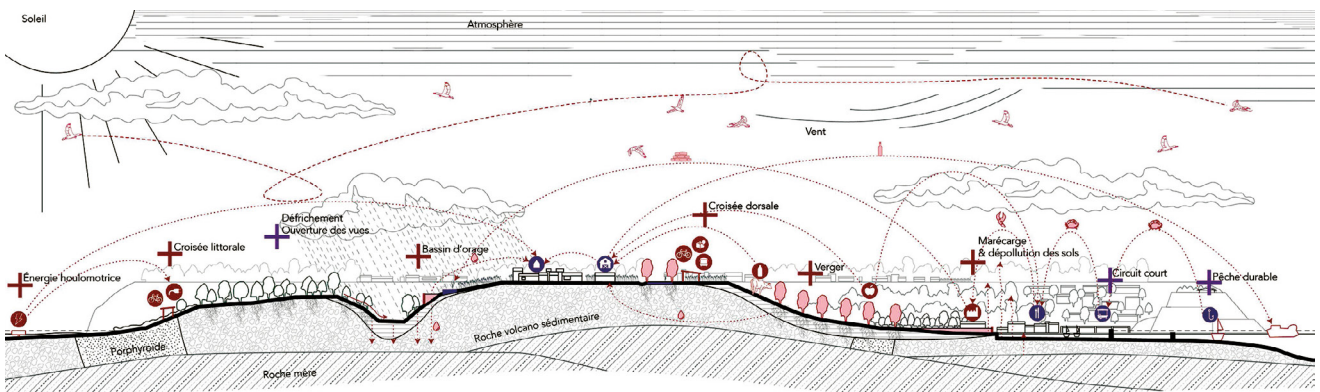 Soleil
Atmosphère
Vent
Défrichement
Ouverture des vues
Croisée dorsale
Croisée littorale
Bassin d'orage
Marécarge
& dépollution des sols
Énergie houlomotrice
Verger
Circuit court
Pêche durable
Roche volcano sédimentaire
Porphyroide
Roche mère